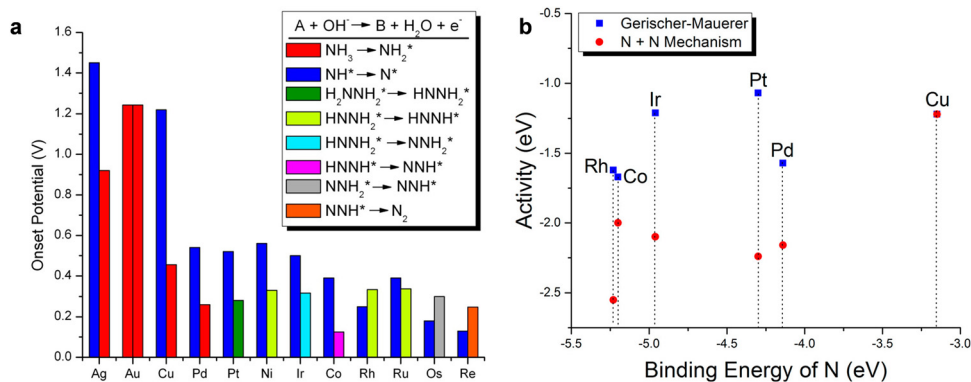 a
A + OH⁻ → B + H₂O + e⁻
NH₃ → NH₂*
NH* → N*
H₂NNH₂* → HNNH₂*
HNNH₂* → HNNH*
HNNH₂* → NNH₂*
HNNH* → NNH*
NNH₂* → NNH*
NNH* → N₂
Onset Potential (V)
1.6
1.4
1.2
1.0
0.8
0.6
0.4
0.2
0.0
Ag Au Cu Pd Pt Ni Ir Co Rh Ru Os Re
b
Gerischer-Mauerer
N + N Mechanism
Activity (eV)
-0.5
-1.0
-1.5
-2.0
-2.5
Rh
Co
Ir
Pt
Pd
Cu
-5.5 -5.0 -4.5 -4.0 -3.5 -3.0
Binding Energy of N (eV)